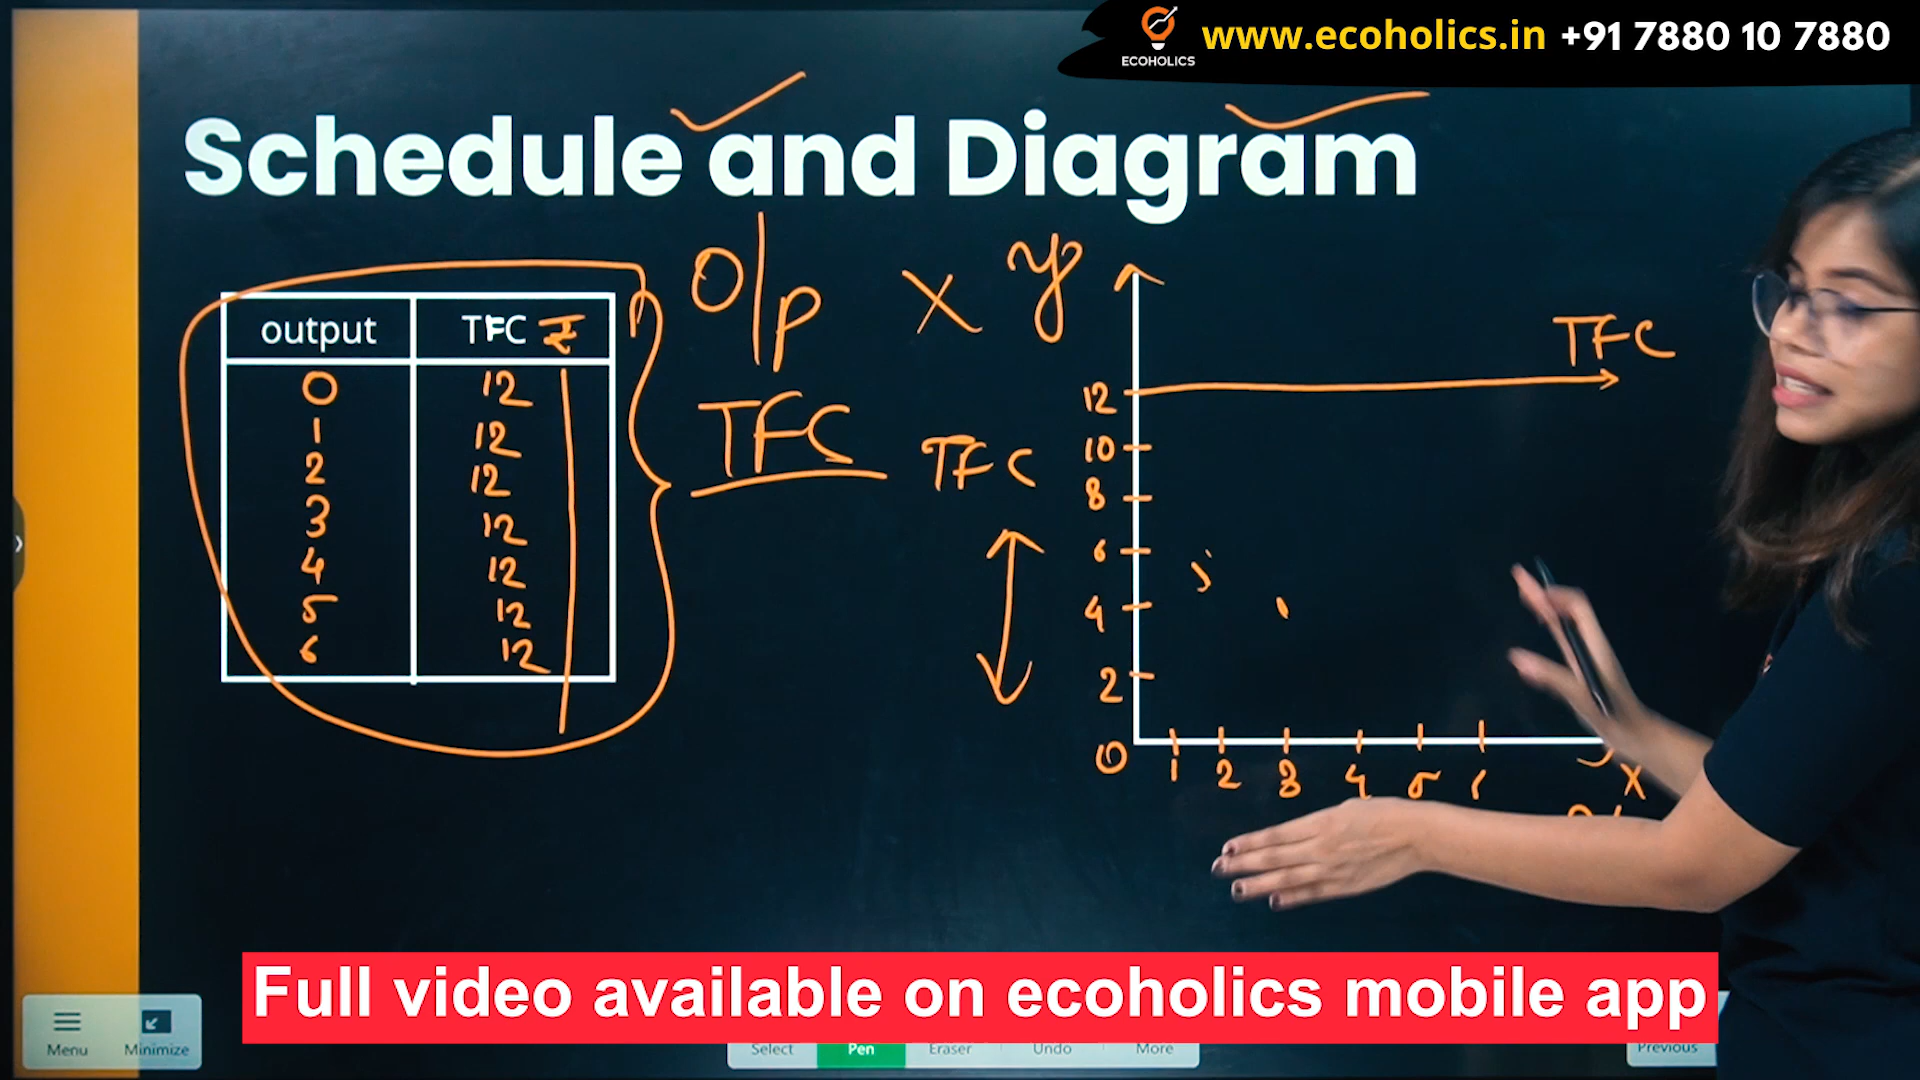 ECOHOLICS
www.ecoholics.in +91 7880 10 7880
Schedule and Diagram
output TFC ₹
0 12
1 12
2 12
3 12
4 12
5 12
6 12
O/p x
TFC
y
TFC
TFC
12
10
8
6
4
2
0 1 2 3 4 5
x
Full video available on ecoholics mobile app
Menu Minimize Select Pen Eraser Undo More Previous